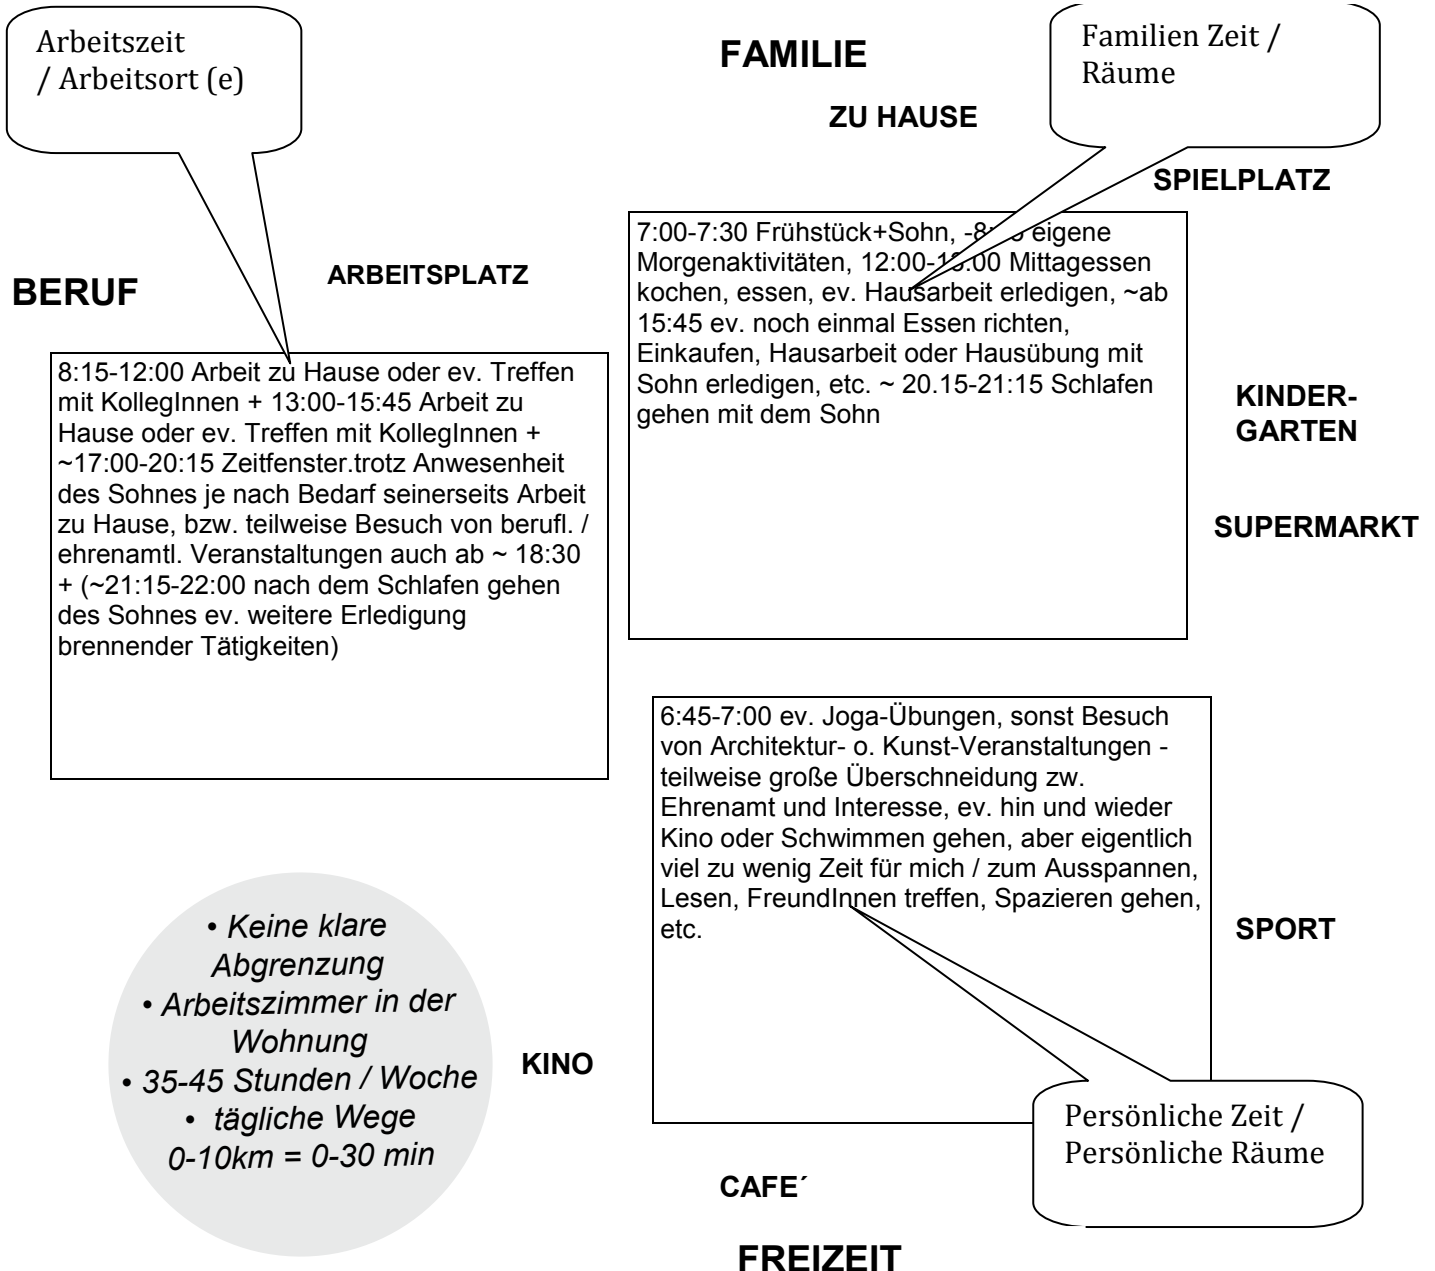 Arbeitszeit
/ Arbeitsort (e)
FAMILIE
Familien Zeit /
Räume
ZU HAUSE
SPIELPLATZ
BERUF
ARBEITSPLATZ
7:00-7:30 Frühstück+Sohn, eigene
Morgenaktivitäten, 12:00-13:00 Mittagessen
kochen, essen, ev. Hausarbeit erledigen, ~ab
15:45 ev. noch einmal Essen richten,
Einkaufen, Hausarbeit oder Hausübung mit
Sohn erledigen, etc. ~ 20.15-21:15 Schlafen
gehen mit dem Sohn
8:15-12:00 Arbeit zu Hause oder ev. Treffen
mit KollegInnen + 13:00-15:45 Arbeit zu
Hause oder ev. Treffen mit KollegInnen +
~17:00-20:15 Zeitfenster.trotz Anwesenheit
des Sohnes je nach Bedarf seinerseits Arbeit
zu Hause, bzw. teilweise Besuch von berufl. /
ehrenamtl. Veranstaltungen auch ab ~ 18:30
+ (~21:15-22:00 nach dem Schlafen gehen
des Sohnes ev. weitere Erledigung
brennender Tätigkeiten)
KINDER-
GARTEN
SUPERMARKT
6:45-7:00 ev. Joga-Übungen, sonst Besuch
von Architektur- o. Kunst-Veranstaltungen -
teilweise große Überschneidung zw.
Ehrenamt und Interesse, ev. hin und wieder
Kino oder Schwimmen gehen, aber eigentlich
viel zu wenig Zeit für mich / zum Ausspannen,
Lesen, FreundInnen treffen, Spazieren gehen,
etc.
SPORT
• Keine klare
Abgrenzung
• Arbeitszimmer in der
Wohnung
• 35-45 Stunden / Woche
• tägliche Wege
0-10km = 0-30 min
KINO
Persönliche Zeit /
Persönliche Räume
CAFE´
FREIZEIT